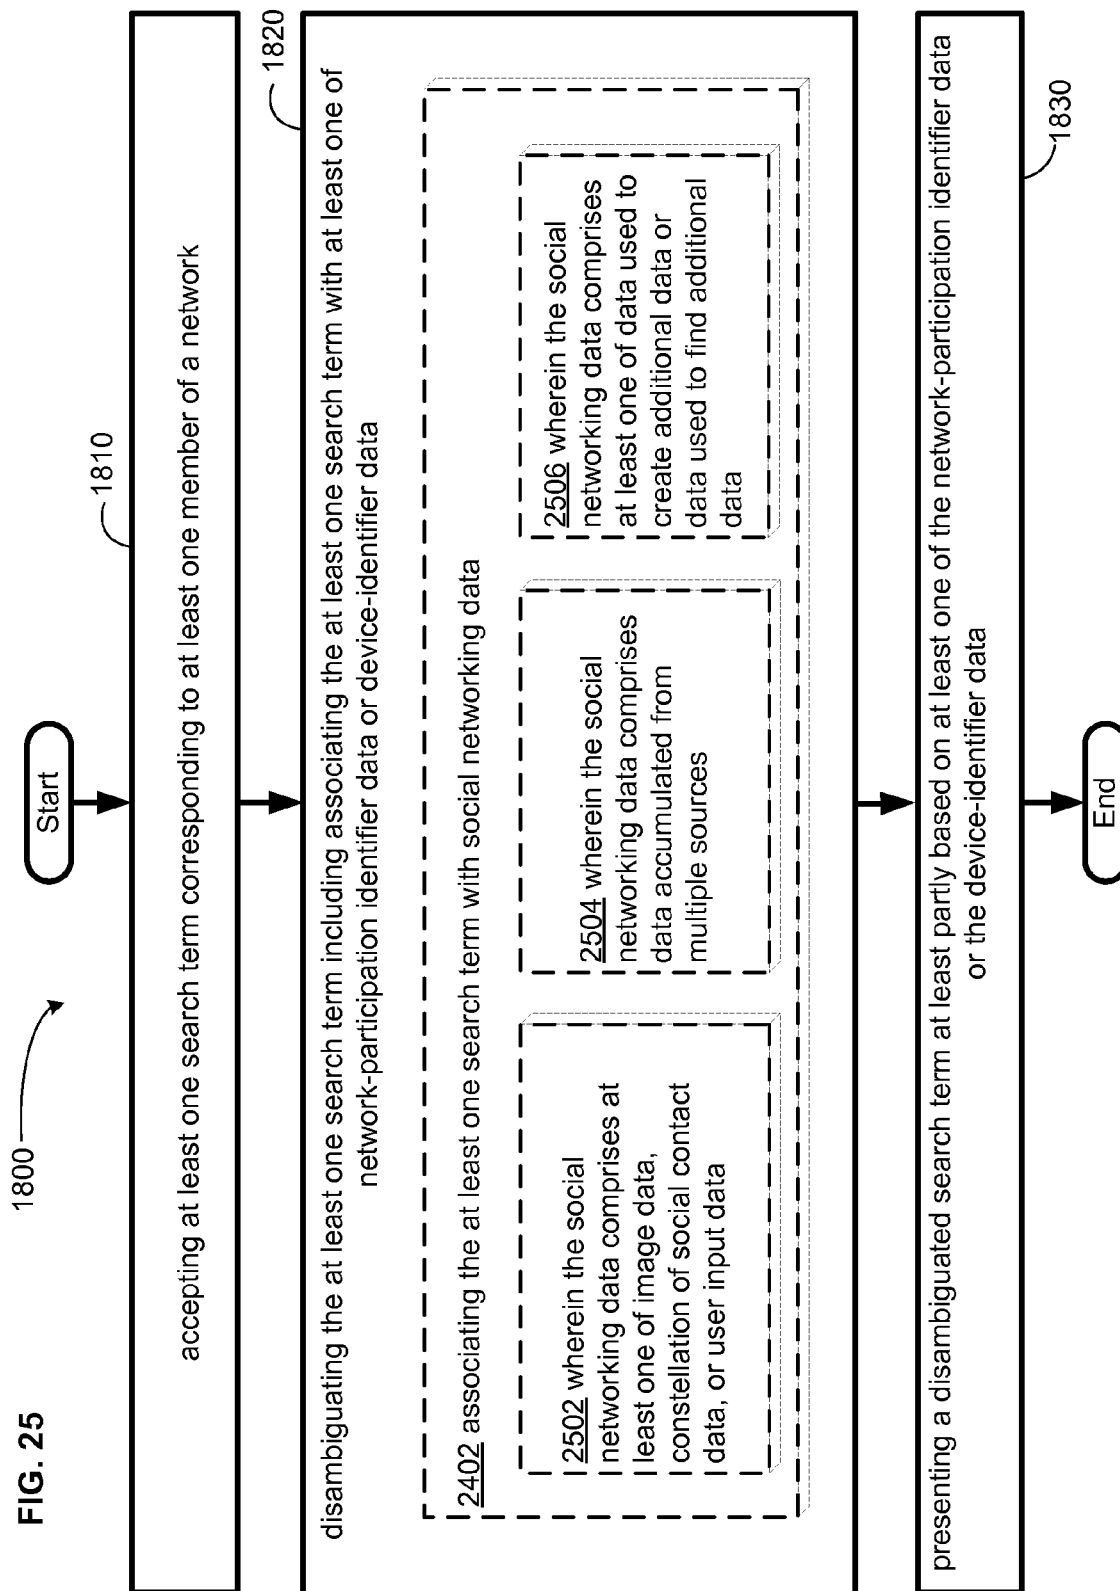 FIG. 25
1800
Start
1810
accepting at least one search term corresponding to at least one member of a network
1820
disambiguating the at least one search term including associating the at least one search term with at least one of
network-participation identifier data or device-identifier data
2402 associating the at least one search term with social networking data
2502 wherein the social
networking data comprises at
least one of image data,
constellation of social contact
data, or user input data
2504 wherein the social
networking data comprises
data accumulated from
multiple sources
2506 wherein the social
networking data comprises
at least one of data used to
create additional data or
data used to find additional
data
1830
presenting a disambiguated search term at least partly based on at least one of the network-participation identifier data
or the device-identifier data
End